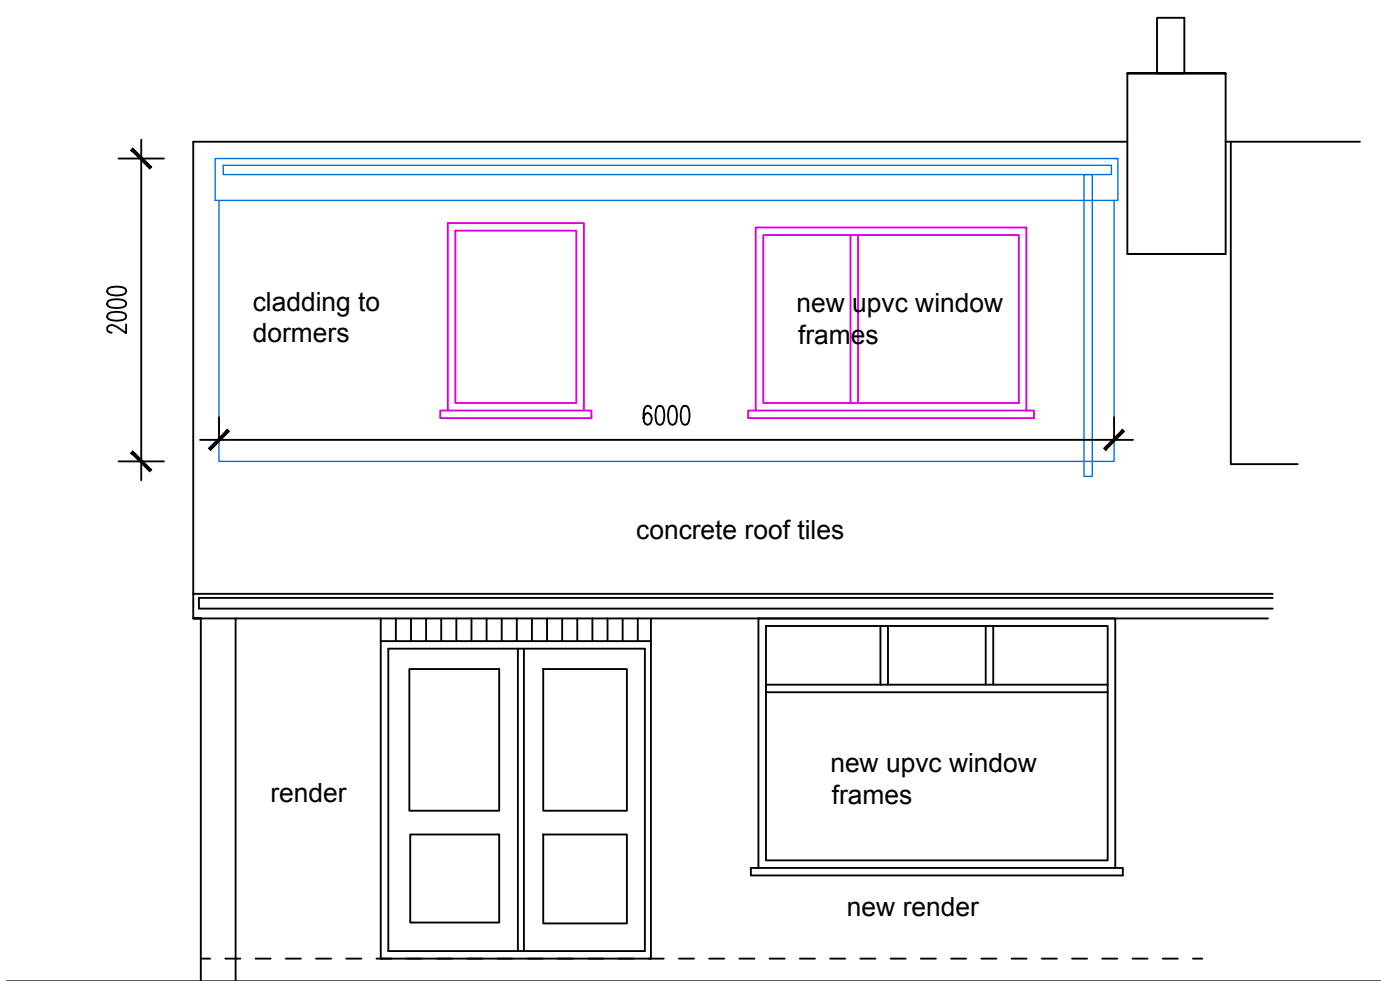 cladding to
dormers
new upvc window
frames
2000
6000
concrete roof tiles
render
new upvc window
frames
new render